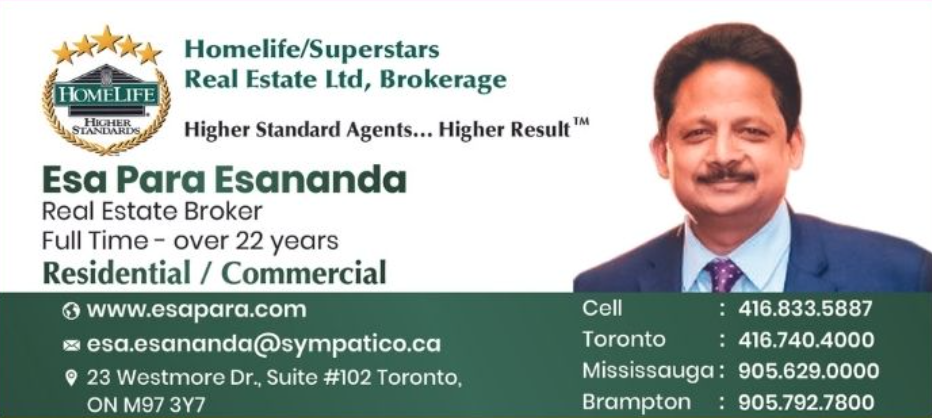 HOMELIFE
HIGHER
STANDARDS
Homelife/Superstars
Real Estate Ltd, Brokerage
Higher Standard Agents... Higher Result™
Esa Para Esananda
Real Estate Broker
Full Time - over 22 years
Residential / Commercial
www.esapara.com
esa.esananda@sympatico.ca
23 Westmore Dr., Suite #102 Toronto,
ON M97 3Y7
Cell : 416.833.5887
Toronto : 416.740.4000
Mississauga : 905.629.0000
Brampton : 905.792.7800